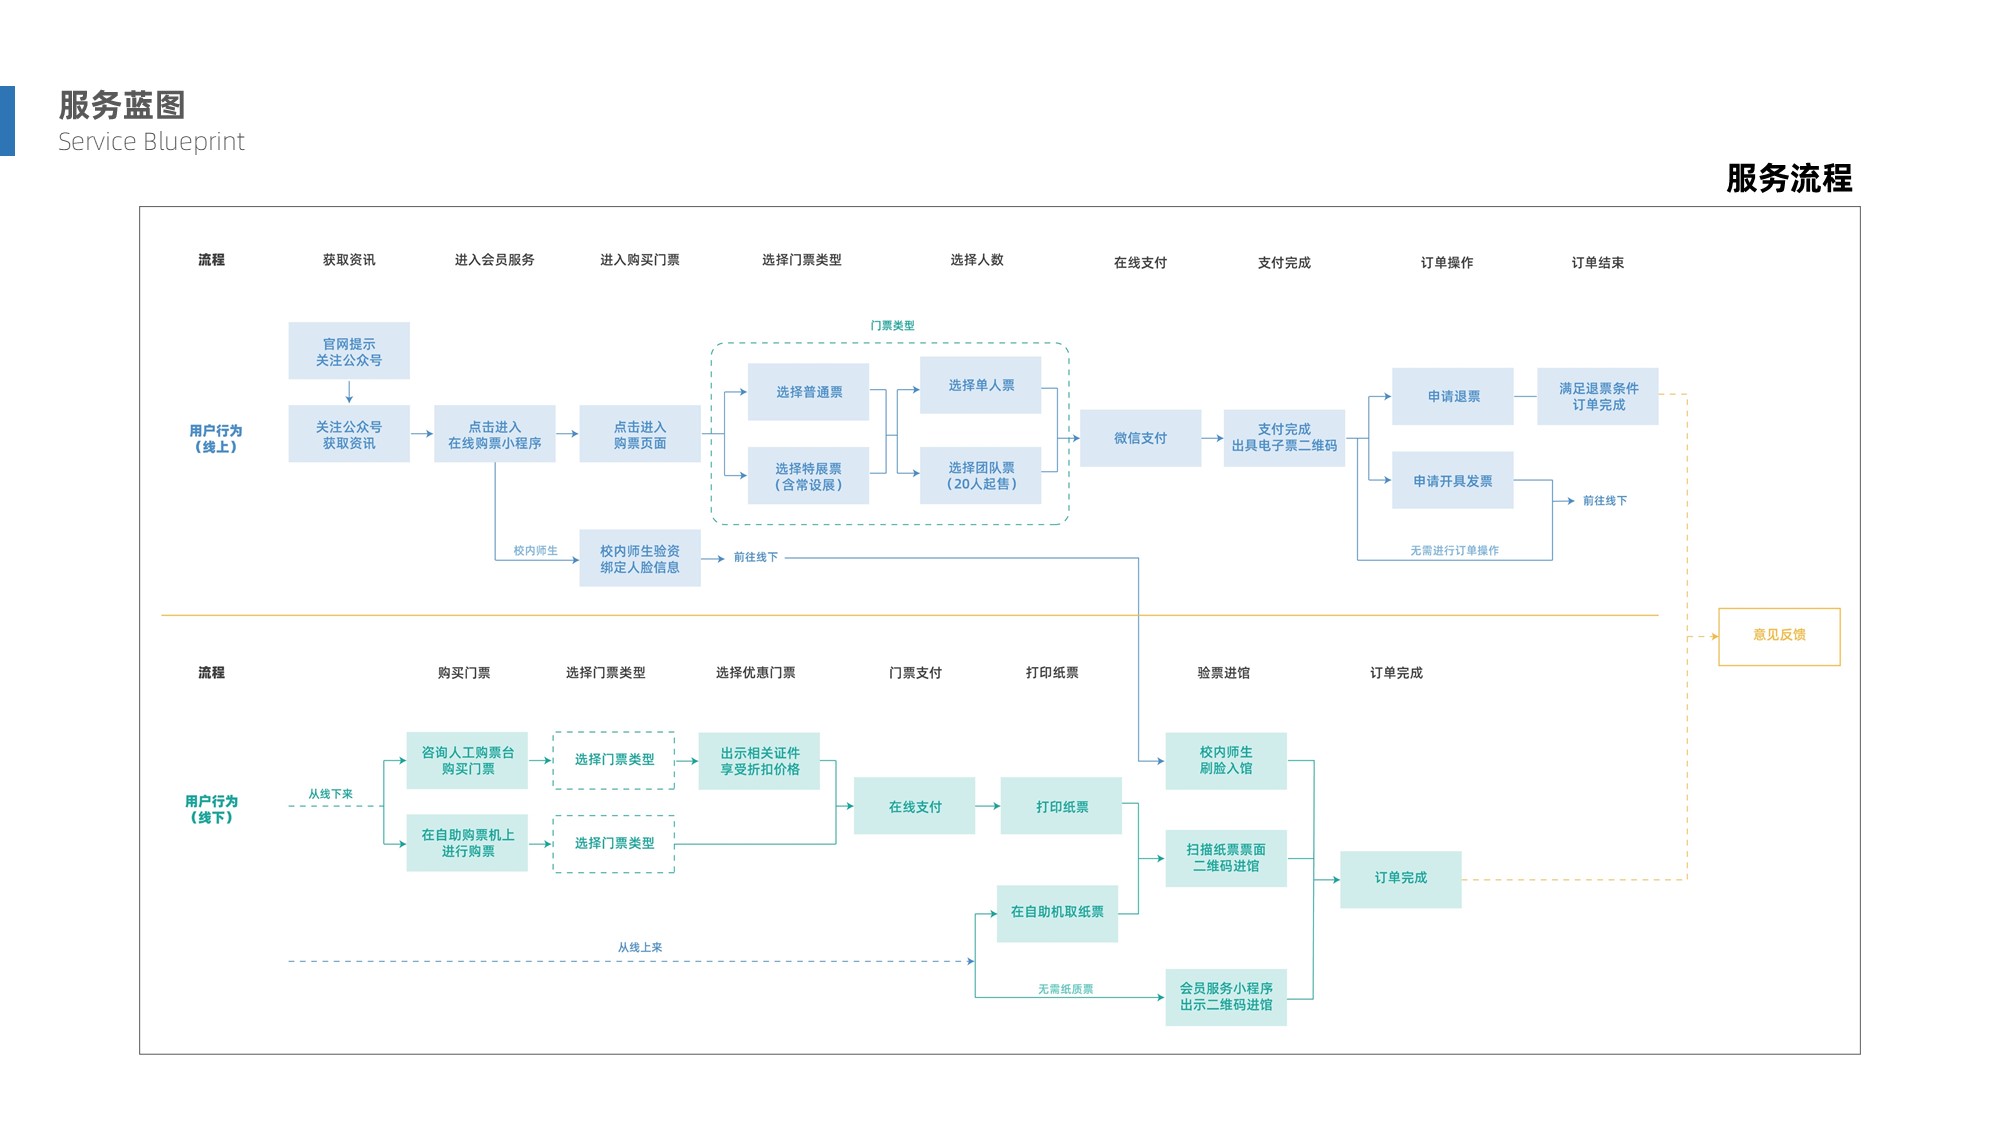 服务蓝图
Service Blueprint
服务流程
流程
获取资讯
进入会员服务
进入购买门票
选择门票类型
选择人数
在线支付
支付完成
订单操作
订单结束
用户行为
（线上）
官网提示
关注公众号
关注公众号
获取资讯
点击进入
在线购票小程序
点击进入
购票页面
门票类型
选择普通票
选择特展票
（含常设展）
选择单人票
选择团队票
（20人起售）
微信支付
支付完成
出具电子票二维码
申请退票
满足退票条件
订单完成
申请开具发票
前往线下
无需进行订单操作
校内师生
校内师生验资
绑定人脸信息
前往线下
意见反馈
流程
购买门票
选择门票类型
选择优惠门票
门票支付
打印纸票
验票进馆
订单完成
用户行为
（线下）
从线下来
咨询人工购票台
购买门票
选择门票类型
出示相关证件
享受折扣价格
在自助购票机上
进行购票
选择门票类型
在线支付
打印纸票
校内师生
刷脸入馆
扫描纸票票面
二维码进馆
订单完成
在自助机取纸票
从线上来
无需纸质票
会员服务小程序
出示二维码进馆